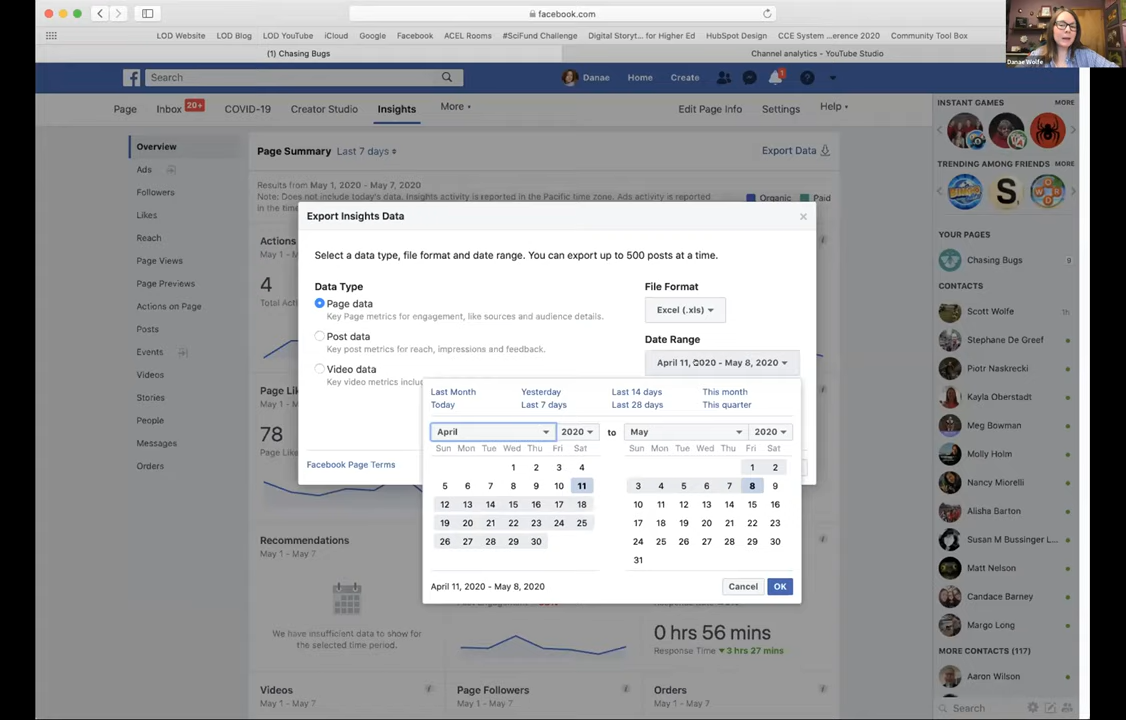 facebook.com
LOD Website LOD Blog LOD YouTube iCloud Google Facebook ACEL Rooms #SciFund Challenge Digital Storyt... for Higher Ed HubSpot Design CCE System ...erence 2020 Community Tool Box
(1) Chasing Bugs
Channel analytics - YouTube Studio
Danae Wolfe
Search
Danae Home Create 1
Page Inbox 20+ COVID-19 Creator Studio Insights More
Edit Page Info Settings Help
Overview
Ads
Followers
Likes
Reach
Page Views
Page Previews
Actions on Page
Posts
Events
Videos
Stories
People
Messages
Orders
Page Summary Last 7 days
Export Data
Results from May 1, 2020 - May 7, 2020
Note: Does not include today's data. Insights activity is reported in the Pacific time zone. Ads activity is reported
in the time
Organic Paid
Actions
May 1 -
4
Total Act
Page Lik
May 1 -
78
Page Like
Recommendations
May 1 - May 7
We have insufficient data to show for
the selected time period.
0 hrs 56 mins
Response Time 3 hrs 27 mins
Videos
May 1 - May 7
Page Followers
May 1 - May 7
Orders
May 1 - May 7
Export Insights Data
Select a data type, file format and date range. You can export up to 500 posts at a time.
Data Type
Page data
Key Page metrics for engagement, like sources and audience details.
Post data
Key post metrics for reach, impressions and feedback.
Video data
Key video metrics inclu
File Format
Excel (.xls)
Date Range
April 11, 2020 - May 8, 2020
Facebook Page Terms
Last Month Yesterday Last 14 days This month
Today Last 7 days Last 28 days This quarter
April 2020 to May 2020
Sun Mon Tue Wed Thu Fri Sat
1 2 3 4
5 6 7 8 9 10 11
12 13 14 15 16 17 18
19 20 21 22 23 24 25
26 27 28 29 30
Sun Mon Tue Wed Thu Fri Sat
1 2
3 4 5 6 7 8 9
10 11 12 13 14 15 16
17 18 19 20 21 22 23
24 25 26 27 28 29 30
31
April 11, 2020 - May 8, 2020
Cancel OK
INSTANT GAMES MORE
TRENDING AMONG FRIENDS MORE
YOUR PAGES
Chasing Bugs 9
CONTACTS
Scott Wolfe 1h
Stephane De Greef
Piotr Naskrecki
Kayla Oberstadt
Meg Bowman
Molly Holm
Nancy Miorelli
Alisha Barton
Susan M Bussinger L...
Matt Nelson
Candace Barney
Margo Long
MORE CONTACTS (117)
Aaron Wilson
Search